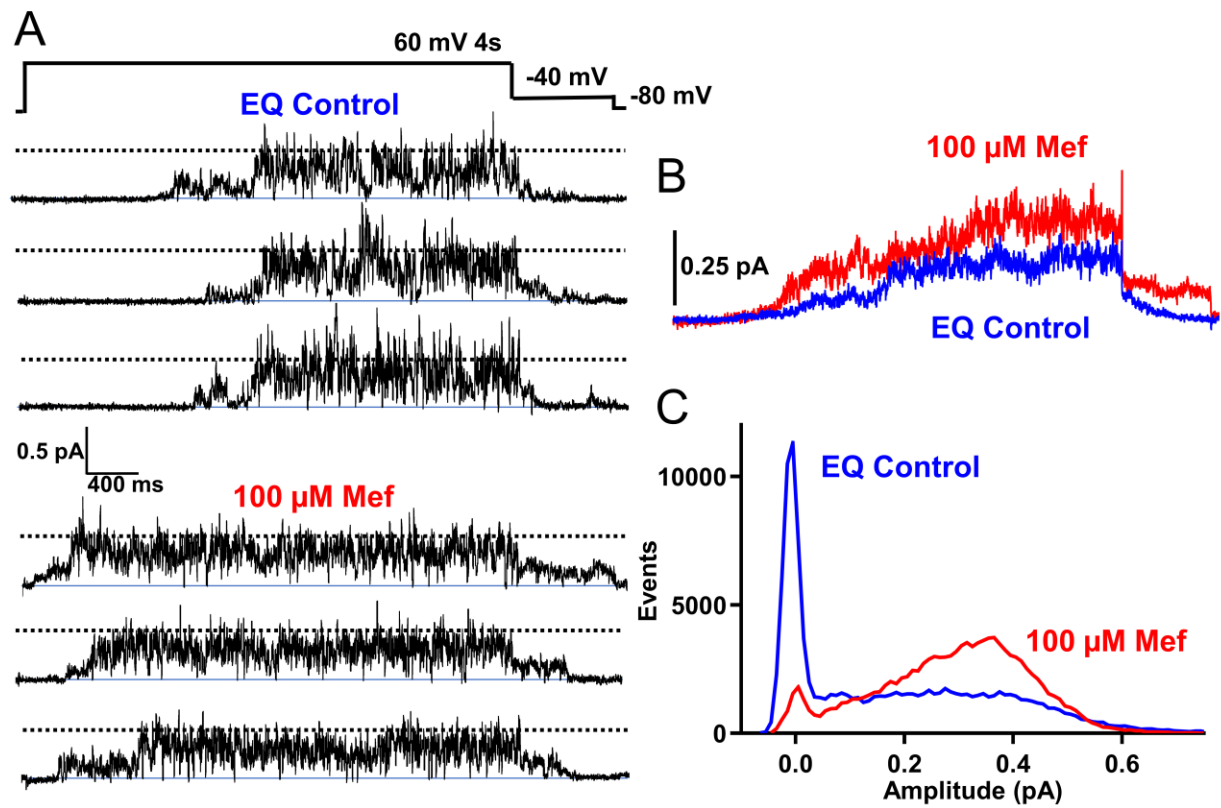 A
60 mV 4s
-40 mV
-80 mV
EQ Control
0.5 pA
400 ms
100 µM Mef
B
100 µM Mef
0.25 pA
EQ Control
C
EQ Control
100 µM Mef
10000
5000
0
Events
0.0 0.2 0.4 0.6
Amplitude (pA)